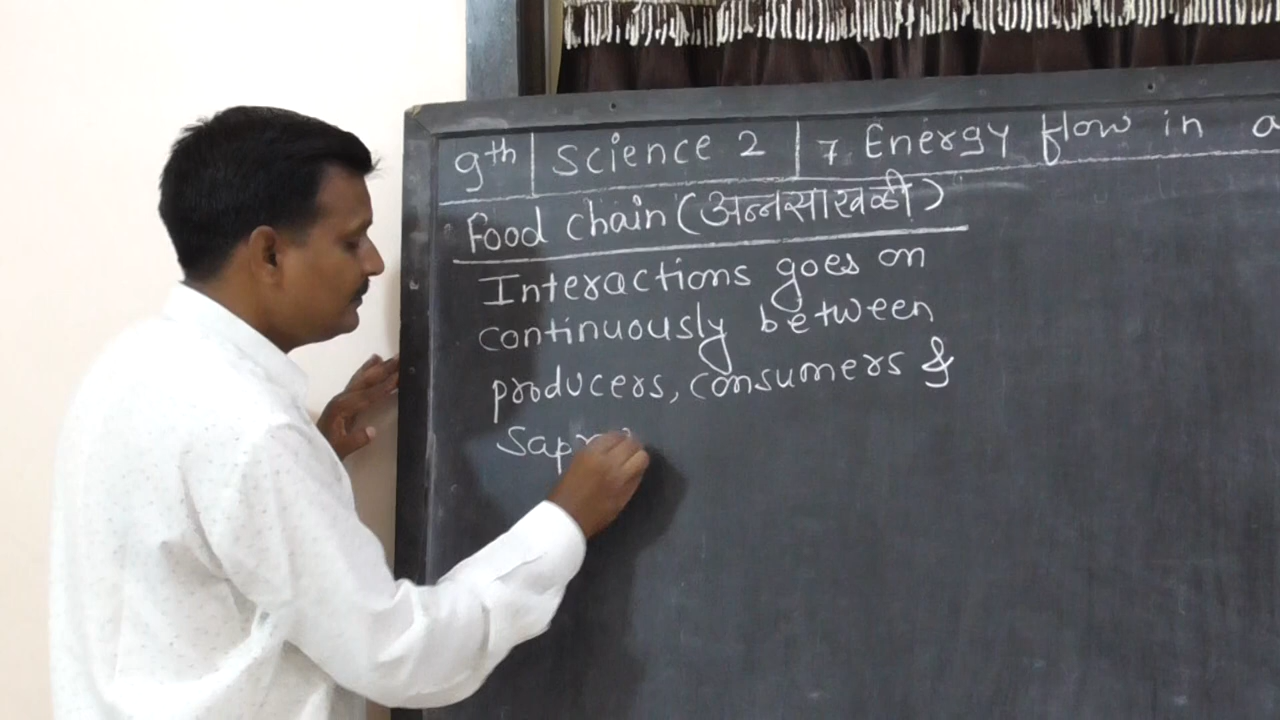 9th | Science 2 | 7 Energy flow in a
Food chain (अन्नसाखळी)
Interactions goes on
continuously between
producers, consumers &
Sapr